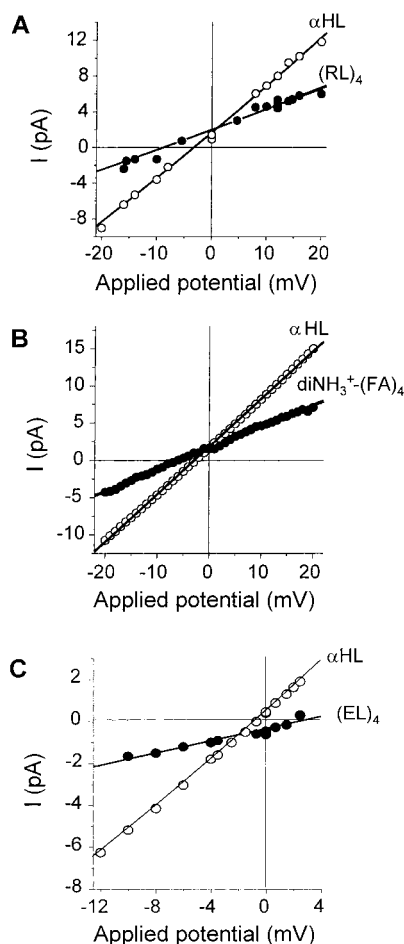 A
αHL
(RL)₄
12
8
4
0
-4
-8
I (pA)
-20 -10 0 10 20
Applied potential (mV)
B
αHL
diNH₃⁺-(FA)₄
15
10
5
0
-5
-10
I (pA)
-20 -10 0 10 20
Applied potential (mV)
C
αHL
(EL)₄
2
0
-2
-4
-6
-8
I (pA)
-12 -8 -4 0 4
Applied potential (mV)